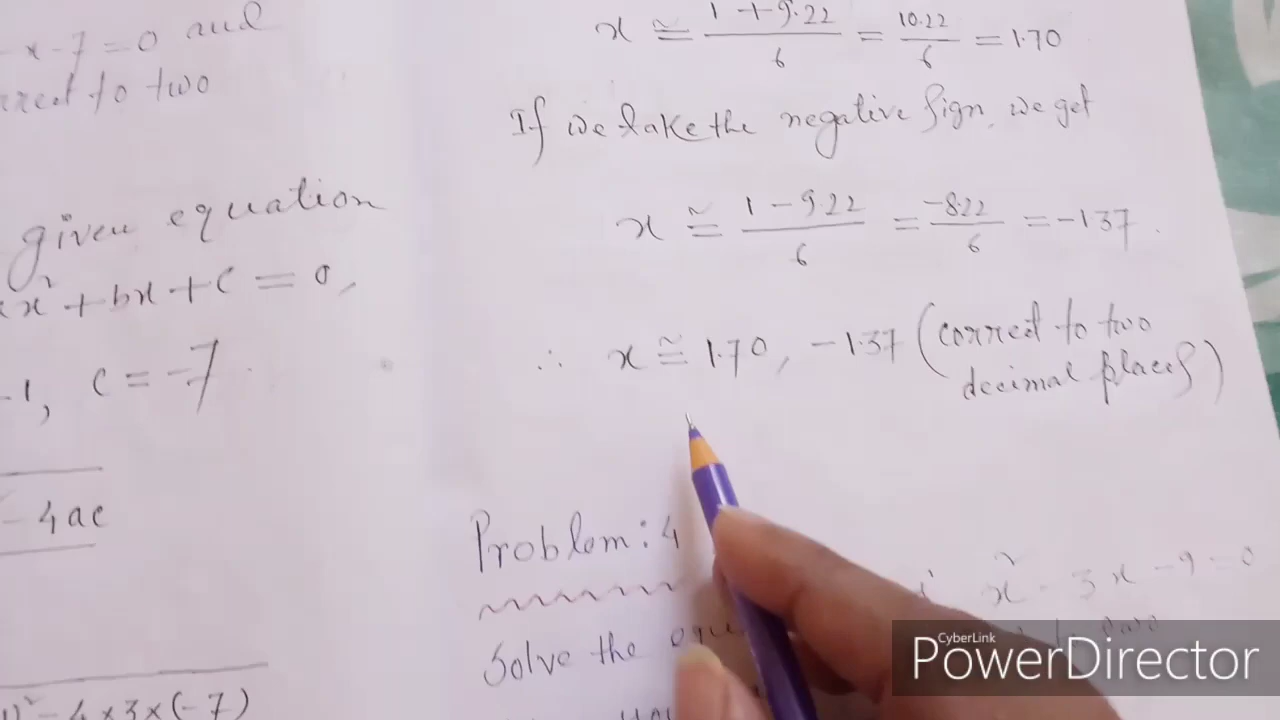 - x - 7 = 0 and
rrect to two
given equation
x² + bx + c = 0,
-1, c = -7
- 4ac
- 4 × 3 × (-7)
x ≅ (1 + 9.22)/6 = 10.22/6 = 1.70
If we take the negative sign, we get
x ≅ (1 - 9.22)/6 = -8.22/6 = -1.37.
∴ x ≅ 1.70, -1.37 (correct to two
decimal places)
Problem: 4
x² - 3x - 9 = 0
Solve the equ
CyberLink
PowerDirector